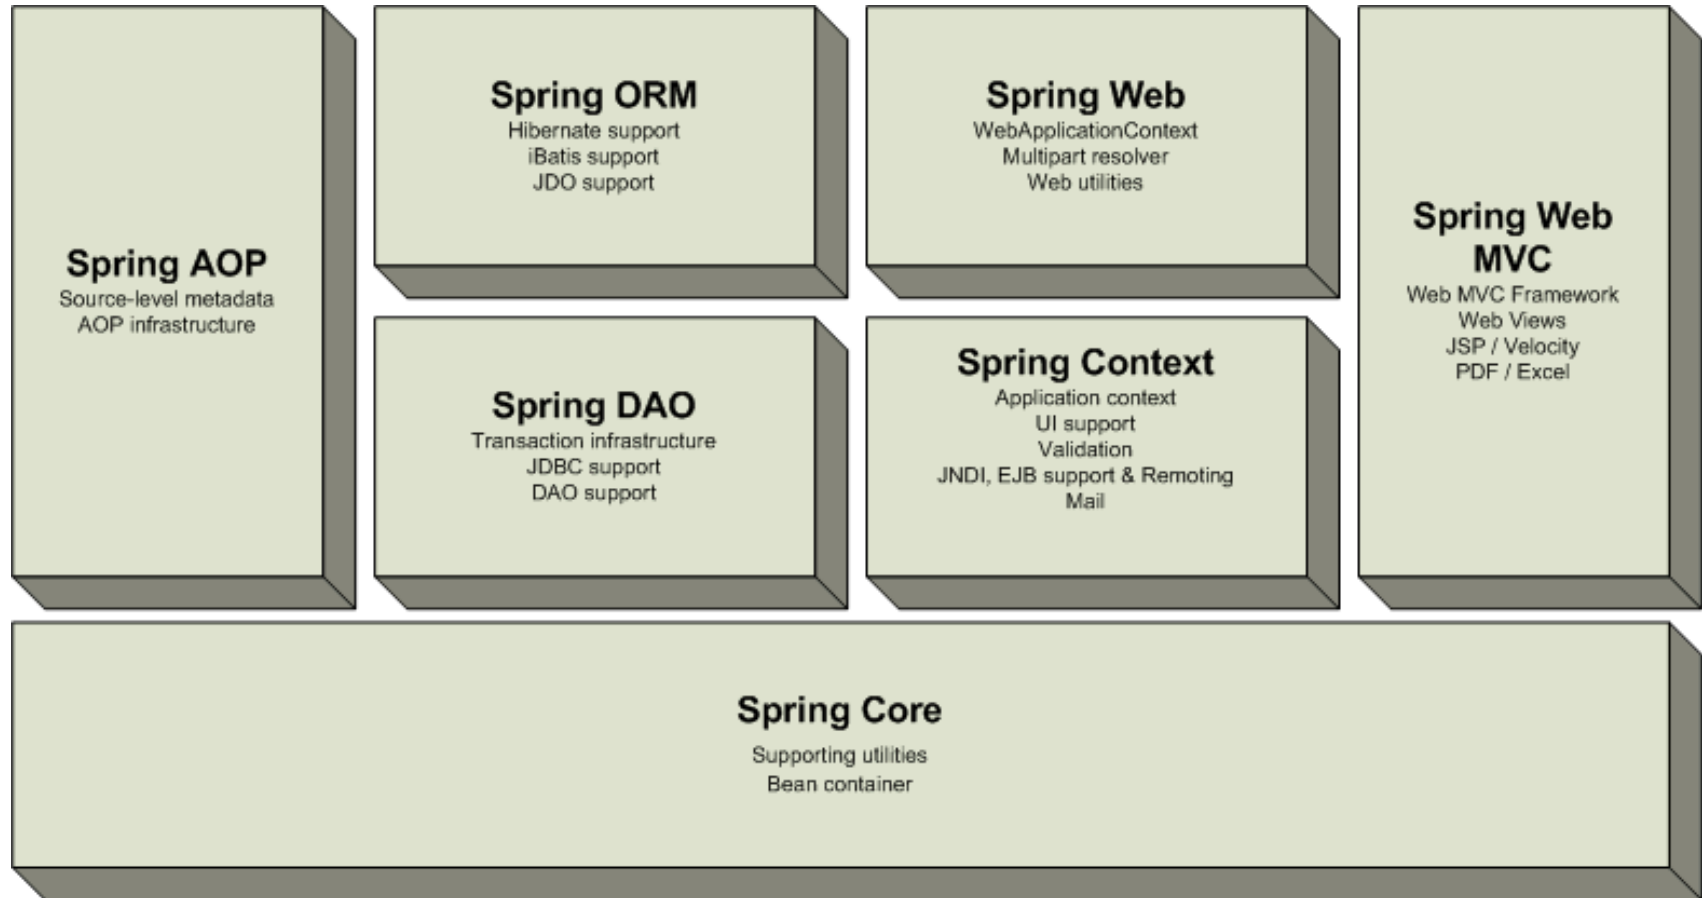 Spring AOP
Source-level metadata
AOP infrastructure
Spring ORM
Hibernate support
iBatis support
JDO support
Spring Web
WebApplicationContext
Multipart resolver
Web utilities
Spring Web
MVC
Web MVC Framework
Web Views
JSP / Velocity
PDF / Excel
Spring DAO
Transaction infrastructure
JDBC support
DAO support
Spring Context
Application context
UI support
Validation
JNDI, EJB support & Remoting
Mail
Spring Core
Supporting utilities
Bean container